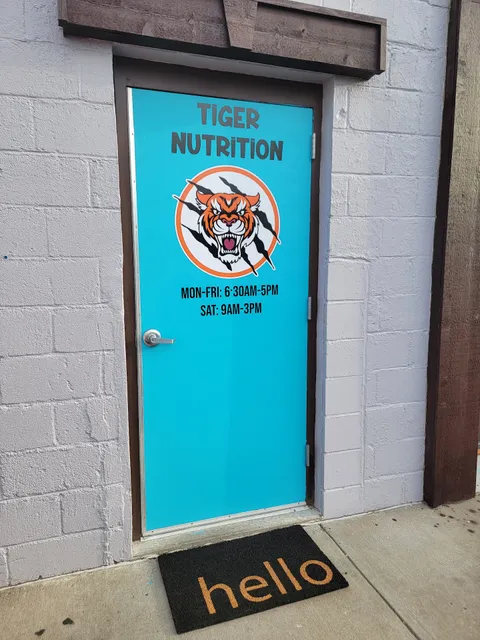 TIGER
NUTRiTiON
MON-FRI: 6:30AM-5PM
SAT: 9AM-3PM
hello